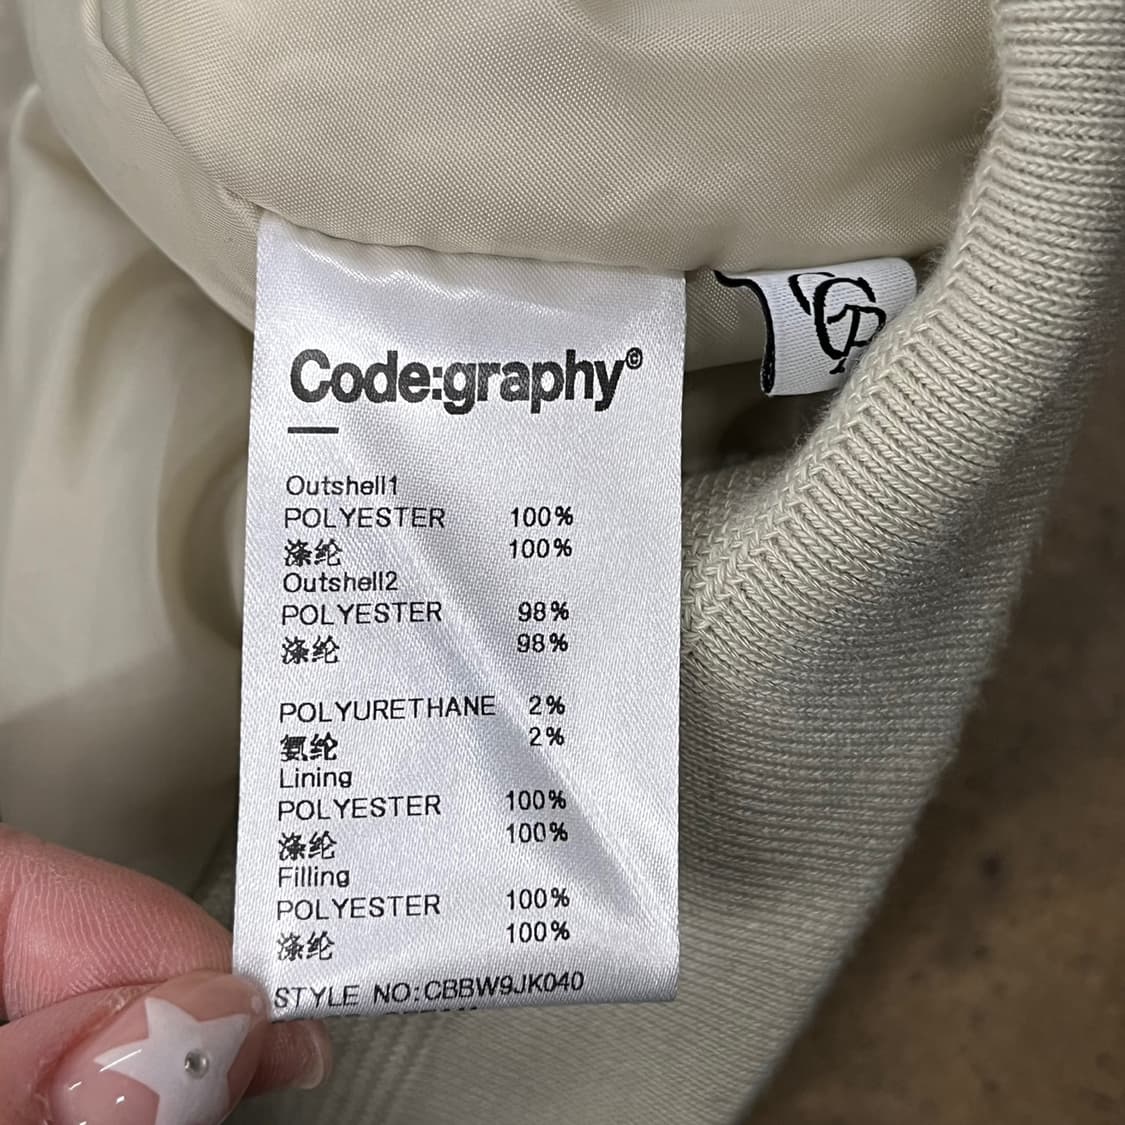 Code:graphy©
Outshell1
POLYESTER 100%
涤纶 100%
Outshell2
POLYESTER 98%
涤纶 98%
POLYURETHANE 2%
氨纶 2%
Lining
POLYESTER 100%
涤纶 100%
Filling
POLYESTER 100%
涤纶 100%
STYLE NO:CBBW9JK040